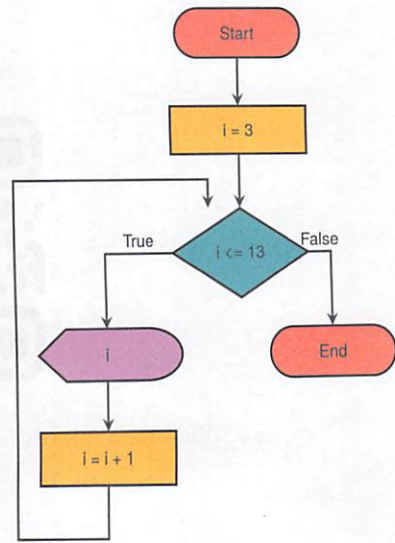 Start
i = 3
i <= 13
True
False
i
End
i = i + 1